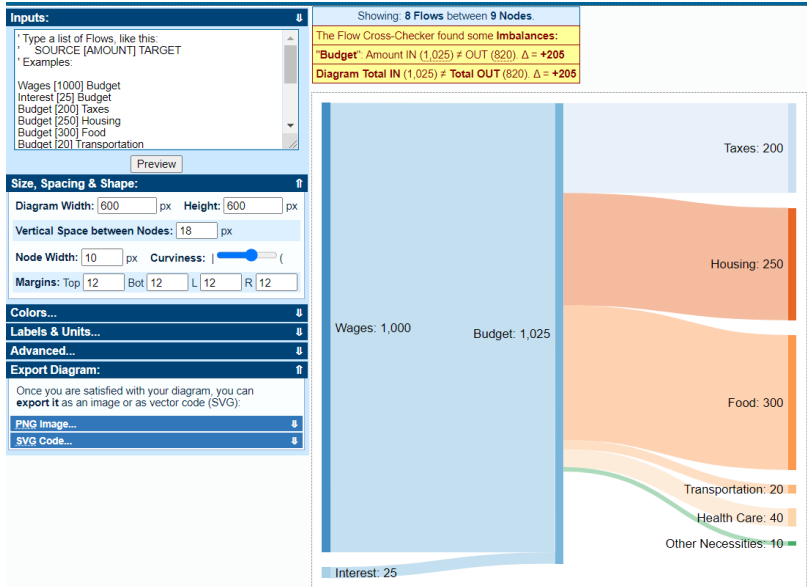 Inputs:
' Type a list of Flows, like this:
' SOURCE [AMOUNT] TARGET
' Examples:
Wages [1000] Budget
Interest [25] Budget
Budget [200] Taxes
Budget [250] Housing
Budget [300] Food
Budget [20] Transportation
Preview
Size, Spacing & Shape:
Diagram Width: 600 px Height: 600 px
Vertical Space between Nodes: 18 px
Node Width: 10 px Curviness: | (
Margins: Top 12 Bot 12 L 12 R 12
Colors...
Labels & Units...
Advanced...
Export Diagram:
Once you are satisfied with your diagram, you can
export it as an image or as vector code (SVG):
PNG Image...
SVG Code...
Showing: 8 Flows between 9 Nodes.
The Flow Cross-Checker found some Imbalances:
"Budget": Amount IN (1,025) ≠ OUT (820). Δ = +205
Diagram Total IN (1,025) ≠ Total OUT (820). Δ = +205
Wages: 1,000
Interest: 25
Budget: 1,025
Taxes: 200
Housing: 250
Food: 300
Transportation: 20
Health Care: 40
Other Necessities: 10